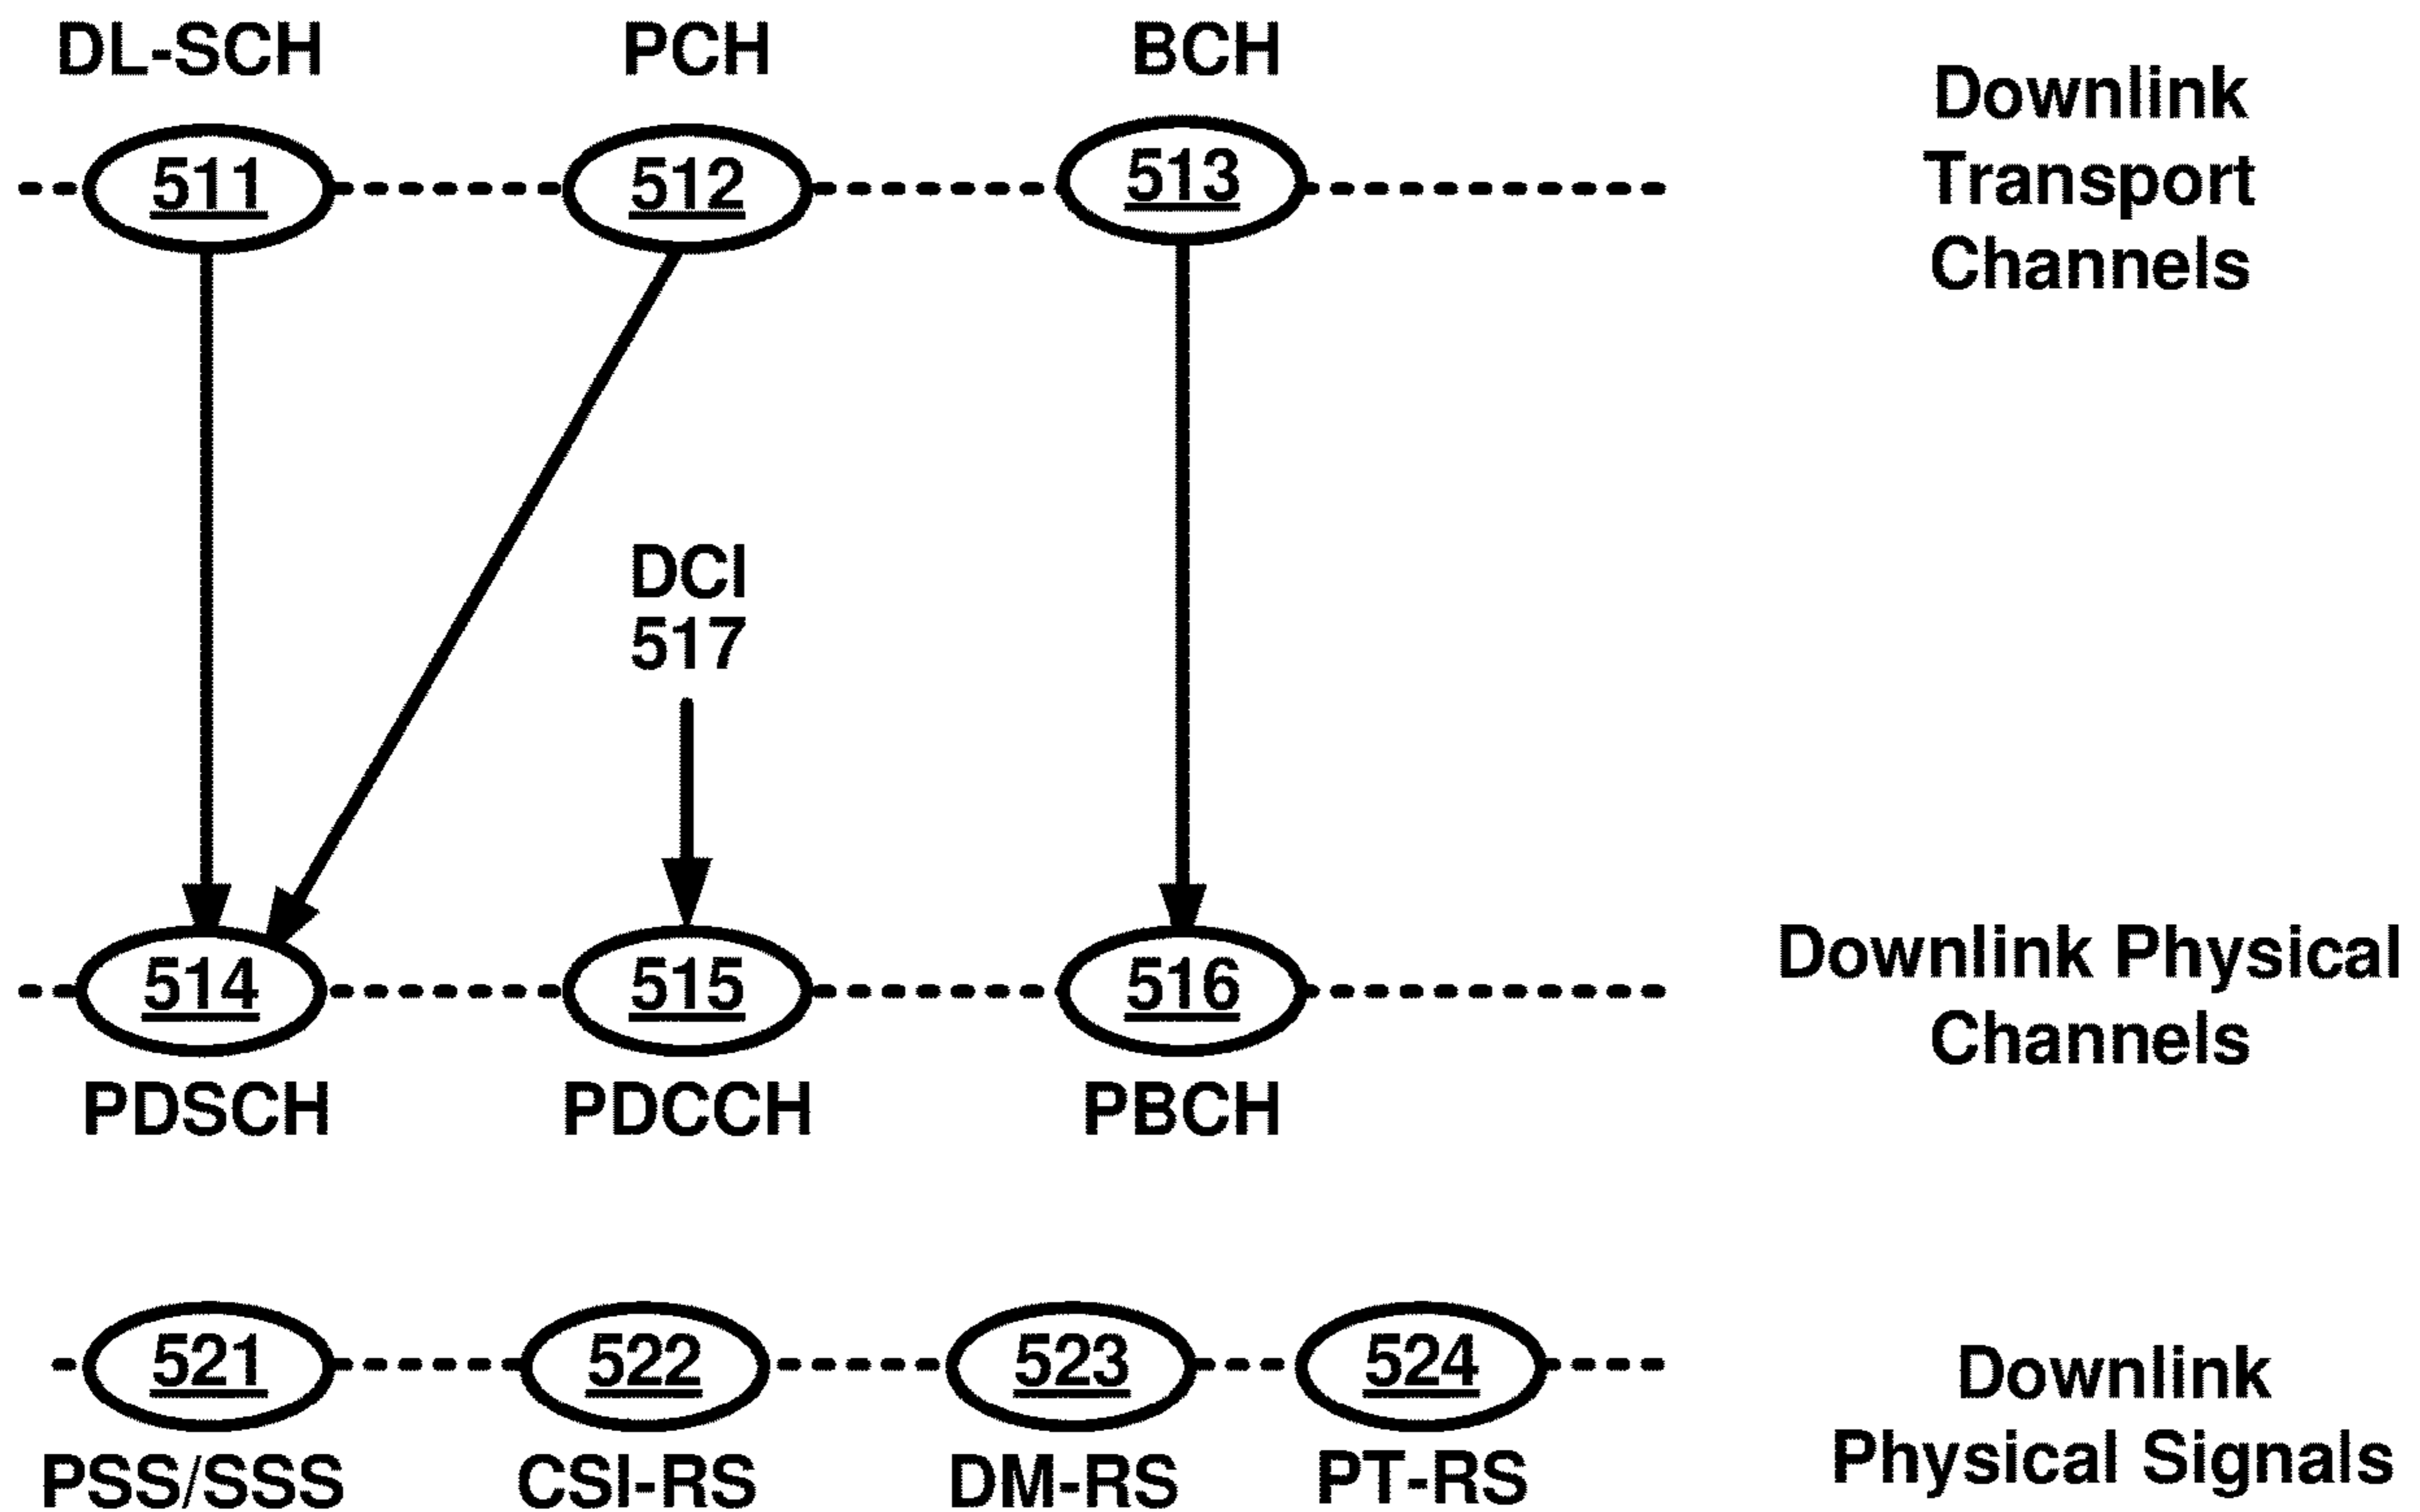 DL-SCH
PCH
BCH
511
512
513
Downlink
Transport
Channels
DCI
517
514
515
516
Downlink Physical
Channels
PDSCH
PDCCH
PBCH
521
522
523
524
Downlink
Physical Signals
PSS/SSS
CSI-RS
DM-RS
PT-RS